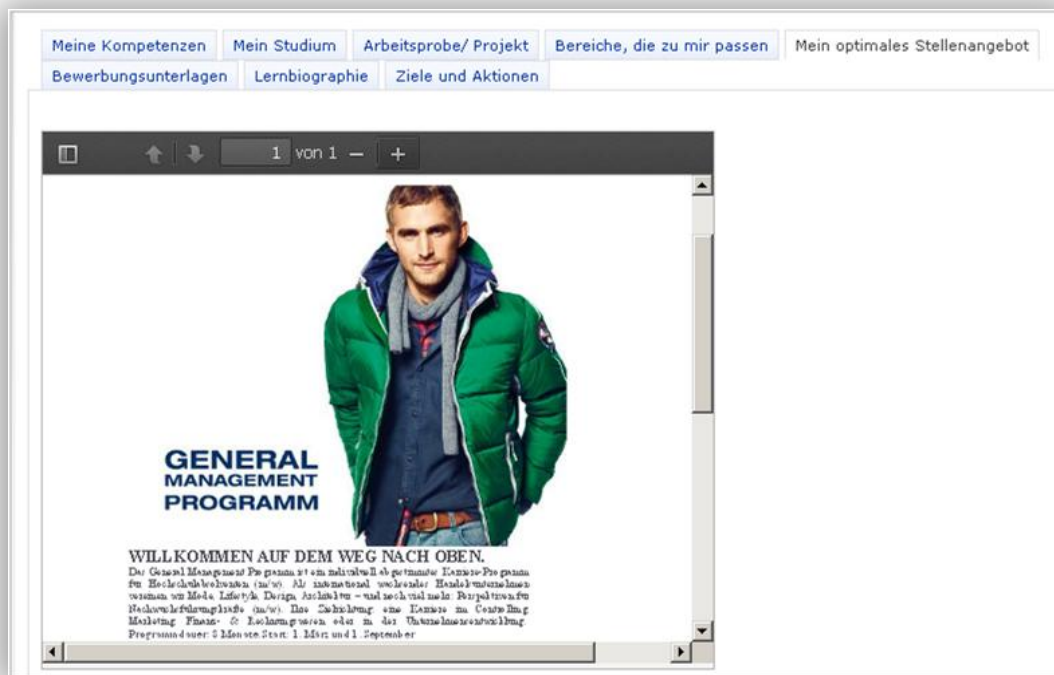 Meine Kompetenzen Mein Studium Arbeitsprobe/ Projekt Bereiche, die zu mir passen Mein optimales Stellenangebot
Bewerbungsunterlagen Lernbiographie Ziele und Aktionen
1 von 1
GENERAL
MANAGEMENT
PROGRAMM
WILLKOMMEN AUF DEM WEG NACH OBEN.
Das General Management Programm ist ein individuell abgestimmtes Karriere-Programm
für Hochschulabsolventen (m/w). Als international wachsender Handelsunternehmen
vereinen wir Mode, Lifestyle, Design, Architektur – und noch viel mehr: Perspektiven für
Nachwuchsführungskräfte (m/w). Ihre Zielrichtung: eine Karriere im Controlling
Marketing Finanz- & Rechnungswesen oder in der Unternehmensentwicklung.
Programmdauer: 8 Monate. Start: 1. März und 1. September